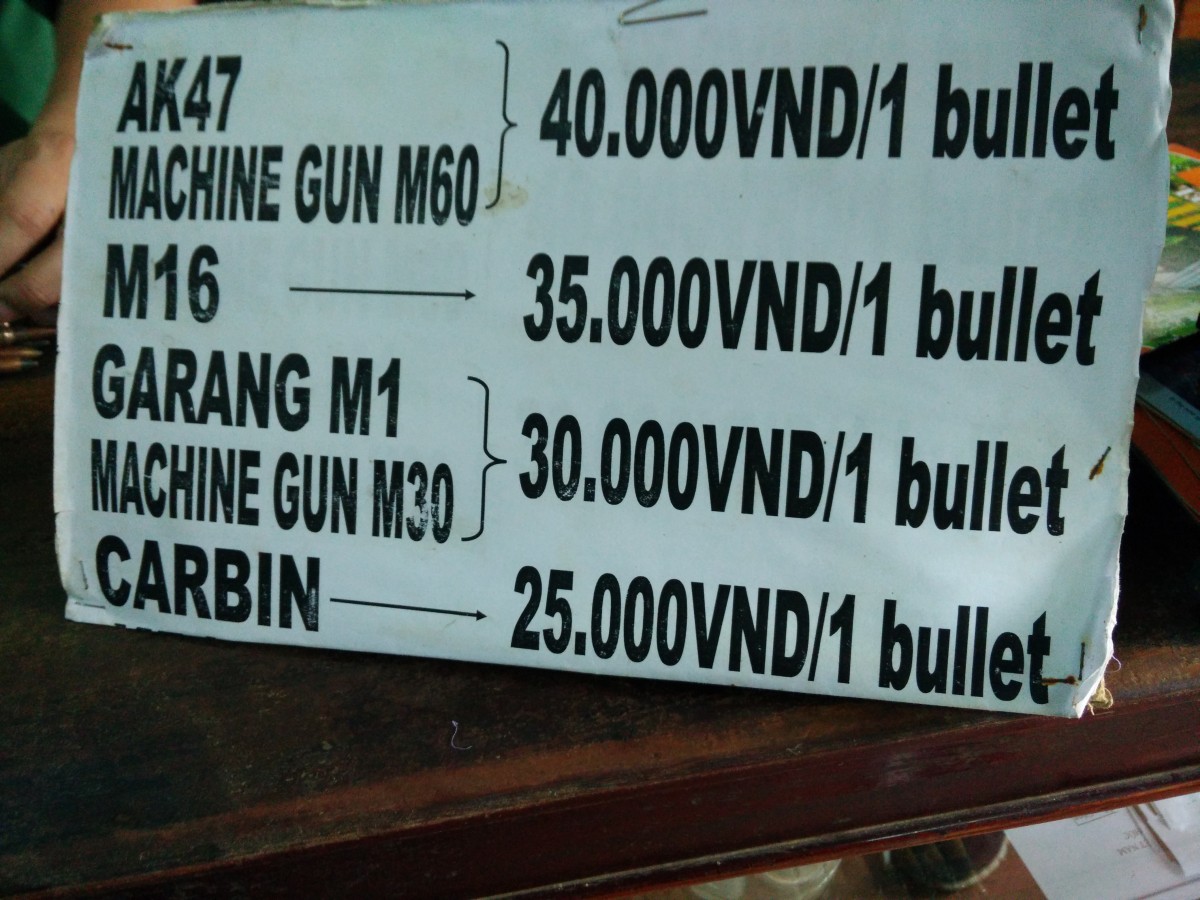 AK47
MACHINE GUN M60
40.000VND/1 bullet
M16
35.000VND/1 bullet
GARANG M1
MACHINE GUN M30
30.000VND/1 bullet
CARBIN
25.000VND/1 bullet